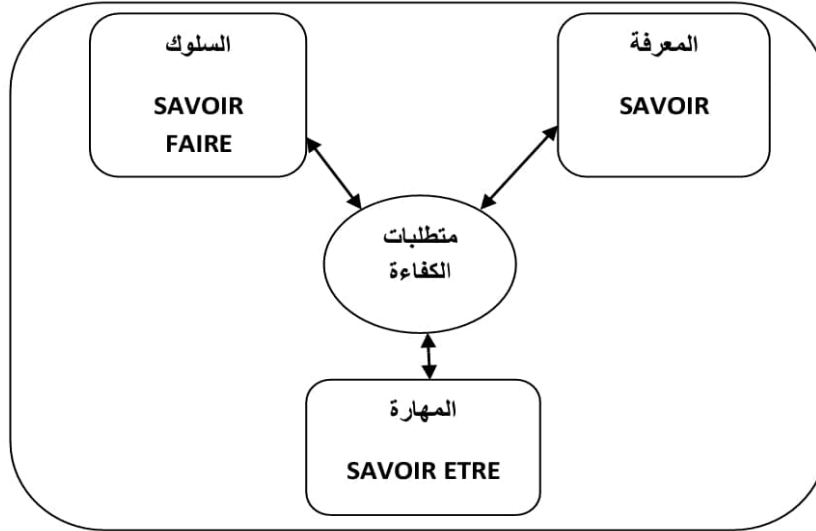 المعرفة
SAVOIR
السلوك
SAVOIR
FAIRE
متطلبات
الكفاءة
المهارة
SAVOIR ETRE